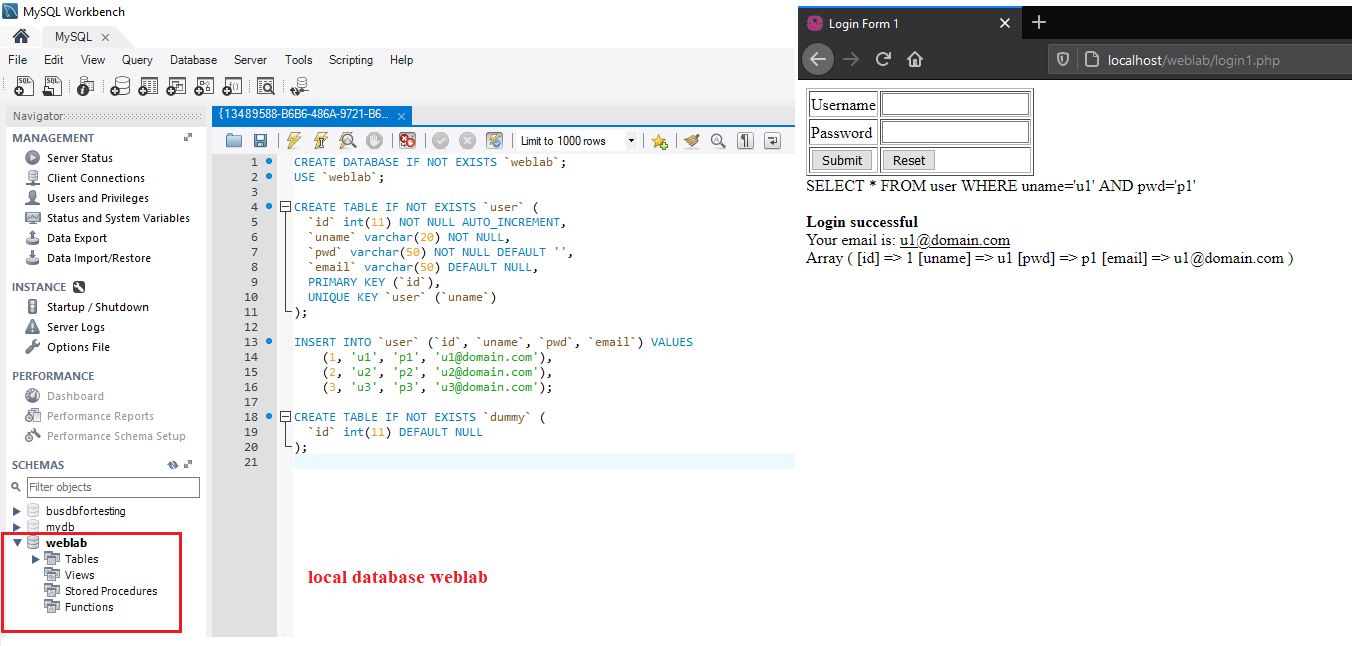 MySQL Workbench
MySQL
File Edit View Query Database Server Tools Scripting Help
Navigator
MANAGEMENT
Server Status
Client Connections
Users and Privileges
Status and System Variables
Data Export
Data Import/Restore
INSTANCE
Startup / Shutdown
Server Logs
Options File
PERFORMANCE
Dashboard
Performance Reports
Performance Schema Setup
SCHEMAS
Filter objects
busdbfortesting
mydb
weblab
Tables
Views
Stored Procedures
Functions
{13489588-B6B6-486A-9721-B6...
Limit to 1000 rows
1 CREATE DATABASE IF NOT EXISTS `weblab`;
2 USE `weblab`;
3
4 CREATE TABLE IF NOT EXISTS `user` (
5 `id` int(11) NOT NULL AUTO_INCREMENT,
6 `uname` varchar(20) NOT NULL,
7 `pwd` varchar(50) NOT NULL DEFAULT '',
8 `email` varchar(50) DEFAULT NULL,
9 PRIMARY KEY (`id`),
10 UNIQUE KEY `user` (`uname`)
11 );
12
13 INSERT INTO `user` (`id`, `uname`, `pwd`, `email`) VALUES
14 (1, 'u1', 'p1', 'u1@domain.com'),
15 (2, 'u2', 'p2', 'u2@domain.com'),
16 (3, 'u3', 'p3', 'u3@domain.com');
17
18 CREATE TABLE IF NOT EXISTS `dummy` (
19 `id` int(11) DEFAULT NULL
20 );
21
local database weblab
Login Form 1
localhost/weblab/login1.php
Username
Password
Submit Reset
SELECT * FROM user WHERE uname='u1' AND pwd='p1'
Login successful
Your email is: u1@domain.com
Array ( [id] => 1 [uname] => u1 [pwd] => p1 [email] => u1@domain.com )